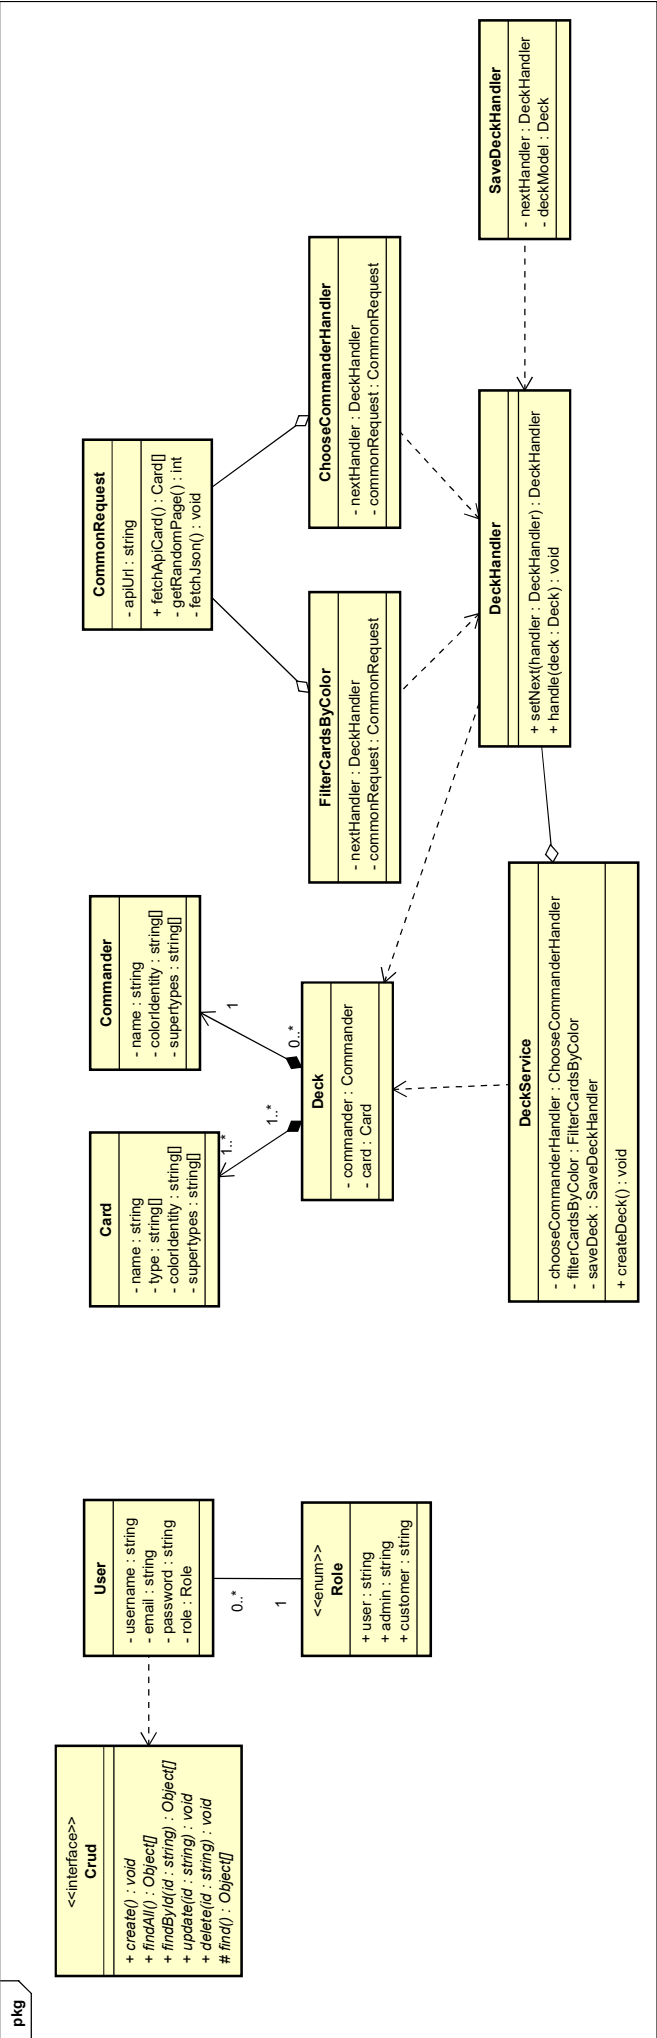 pkg
<<interface>>
Crud
+ create() : void
+ findAll() : Object[]
+ findById(id : string) : Object[]
+ update(id : string) : void
+ delete(id : string) : void
# find() : Object[]
User
- username : string
- email : string
- password : string
- role : Role
0..*
1
<<enum>>
Role
+ user : string
+ admin : string
+ customer : string
Card
- name : string
- type : string[]
- colorIdentity : string[]
- supertypes : string[]
1..*
1..*
Commander
- name : string
- colorIdentity : string[]
- supertypes : string[]
1
0..*
Deck
- commander : Commander
- card : Card
DeckService
- chooseCommanderHandler : ChooseCommanderHandler
- filterCardsByColor : FilterCardsByColor
- saveDeck : SaveDeckHandler
+ createDeck() : void
CommonRequest
- apiUrl : string
+ fetchApiCard() : Card[]
- getRandomPage() : int
- fetchJson() : void
FilterCardsByColor
- nextHandler : DeckHandler
- commonRequest : CommonRequest
ChooseCommanderHandler
- nextHandler : DeckHandler
- commonRequest : CommonRequest
DeckHandler
+ setNext(handler : DeckHandler) : DeckHandler
+ handle(deck : Deck) : void
SaveDeckHandler
- nextHandler : DeckHandler
- deckModel : Deck